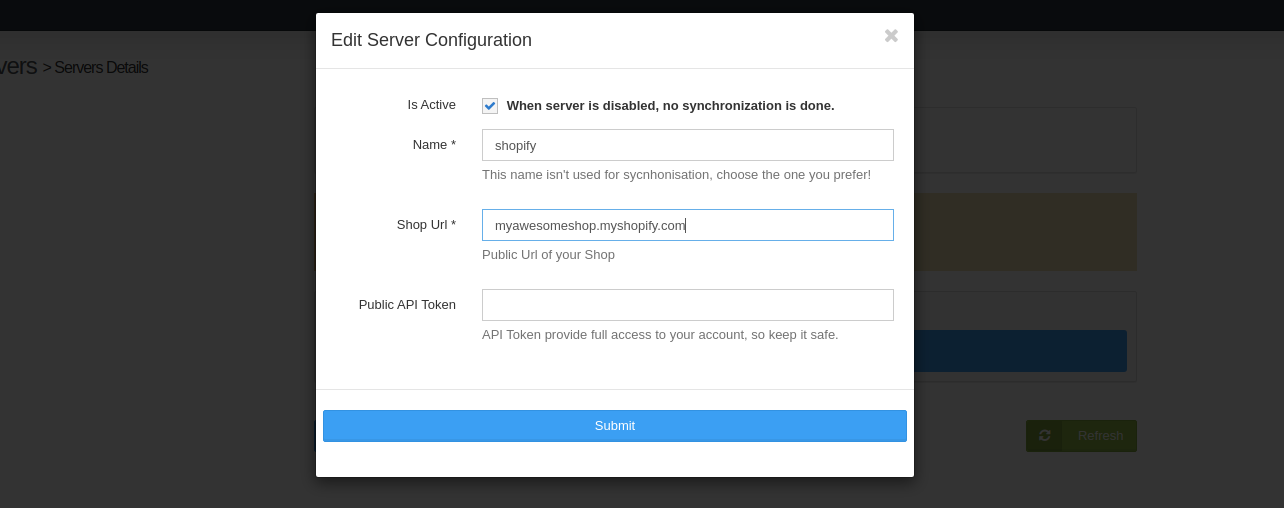 Edit Server Configuration
> Servers Details
Is Active When server is disabled, no synchronization is done.
Name * shopify
This name isn't used for sycnhonisation, choose the one you prefer!
Shop Url * myawesomeshop.myshopify.com
Public Url of your Shop
Public API Token
API Token provide full access to your account, so keep it safe.
Submit
Refresh